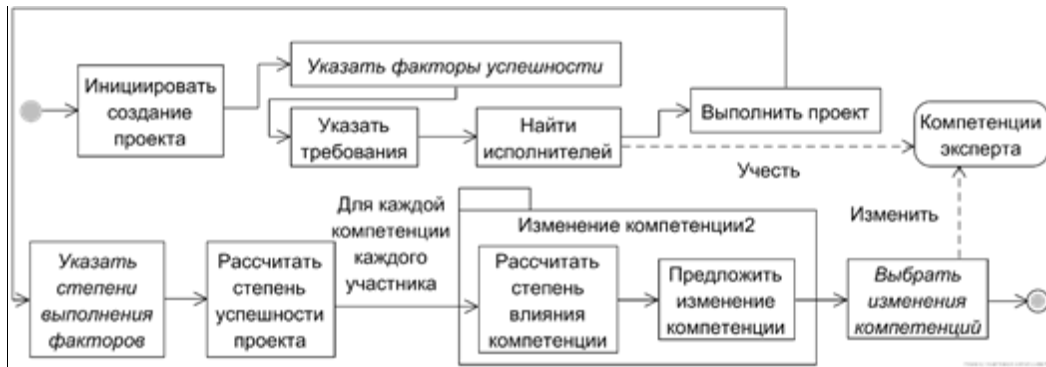 Инициировать
создание
проекта
Указать факторы успешности
Указать
требования
Найти
исполнителей
Выполнить проект
Компетенции
эксперта
Учесть
Изменить
Указать
степени
выполнения
факторов
Рассчитать
степень
успешности
проекта
Для каждой
компетенции
каждого
участника
Изменение компетенции2
Рассчитать
степень
влияния
компетенции
Предложить
изменение
компетенции
Выбрать
изменения
компетенций